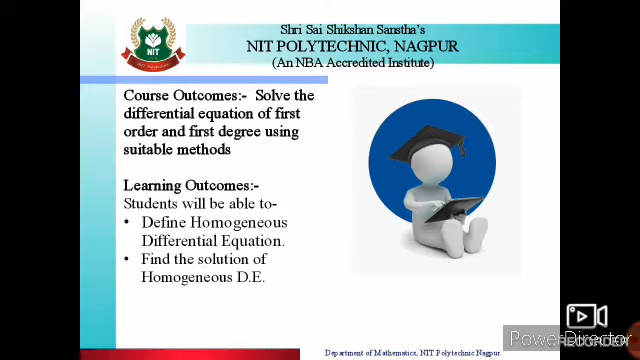 Shri Sai Shikshan Sanstha's
NIT POLYTECHNIC, NAGPUR
(An NBA Accredited Institute)
NIT
Course Outcomes:- Solve the
differential equation of first
order and first degree using
suitable methods
Learning Outcomes:-
Students will be able to-
• Define Homogeneous
Differential Equation.
• Find the solution of
Homogeneous D.E.
RECORDER
PowerDirector
Department of Mathematics, NIT Polytechnic Nagpur